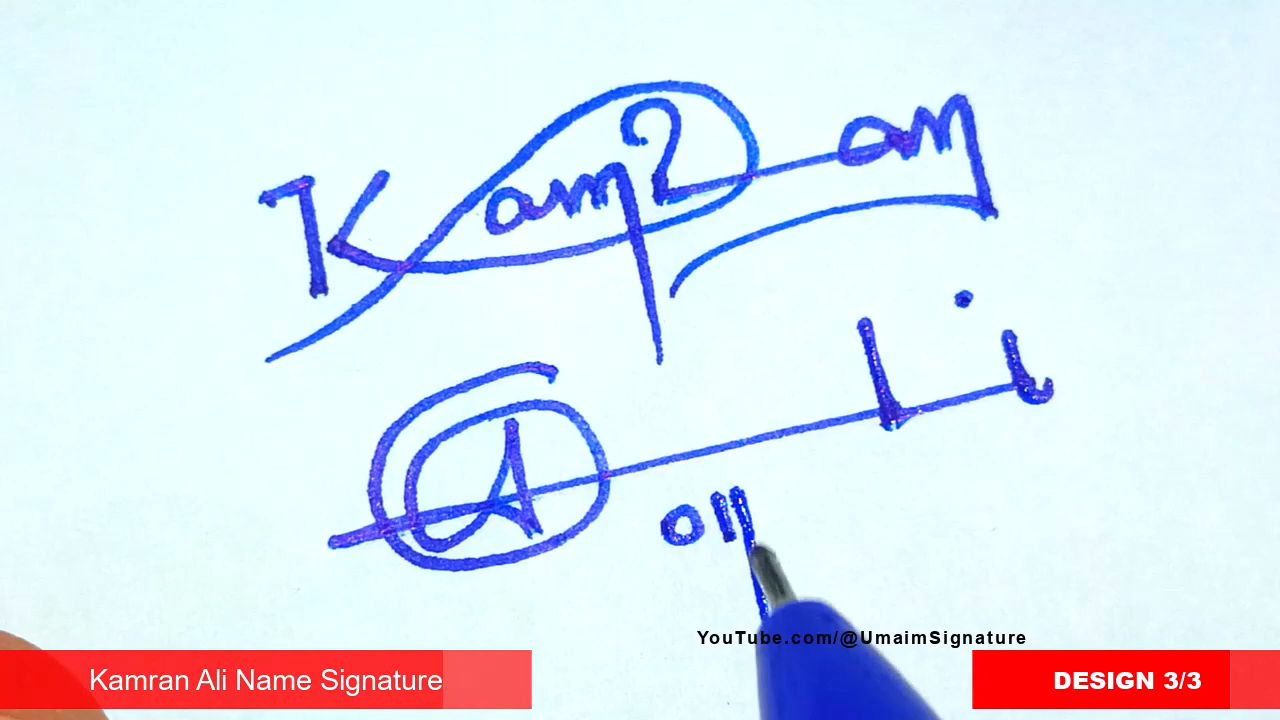 Kamran
Ali
YouTube.com/@UmaimSignature
Kamran Ali Name Signature
DESIGN 3/3